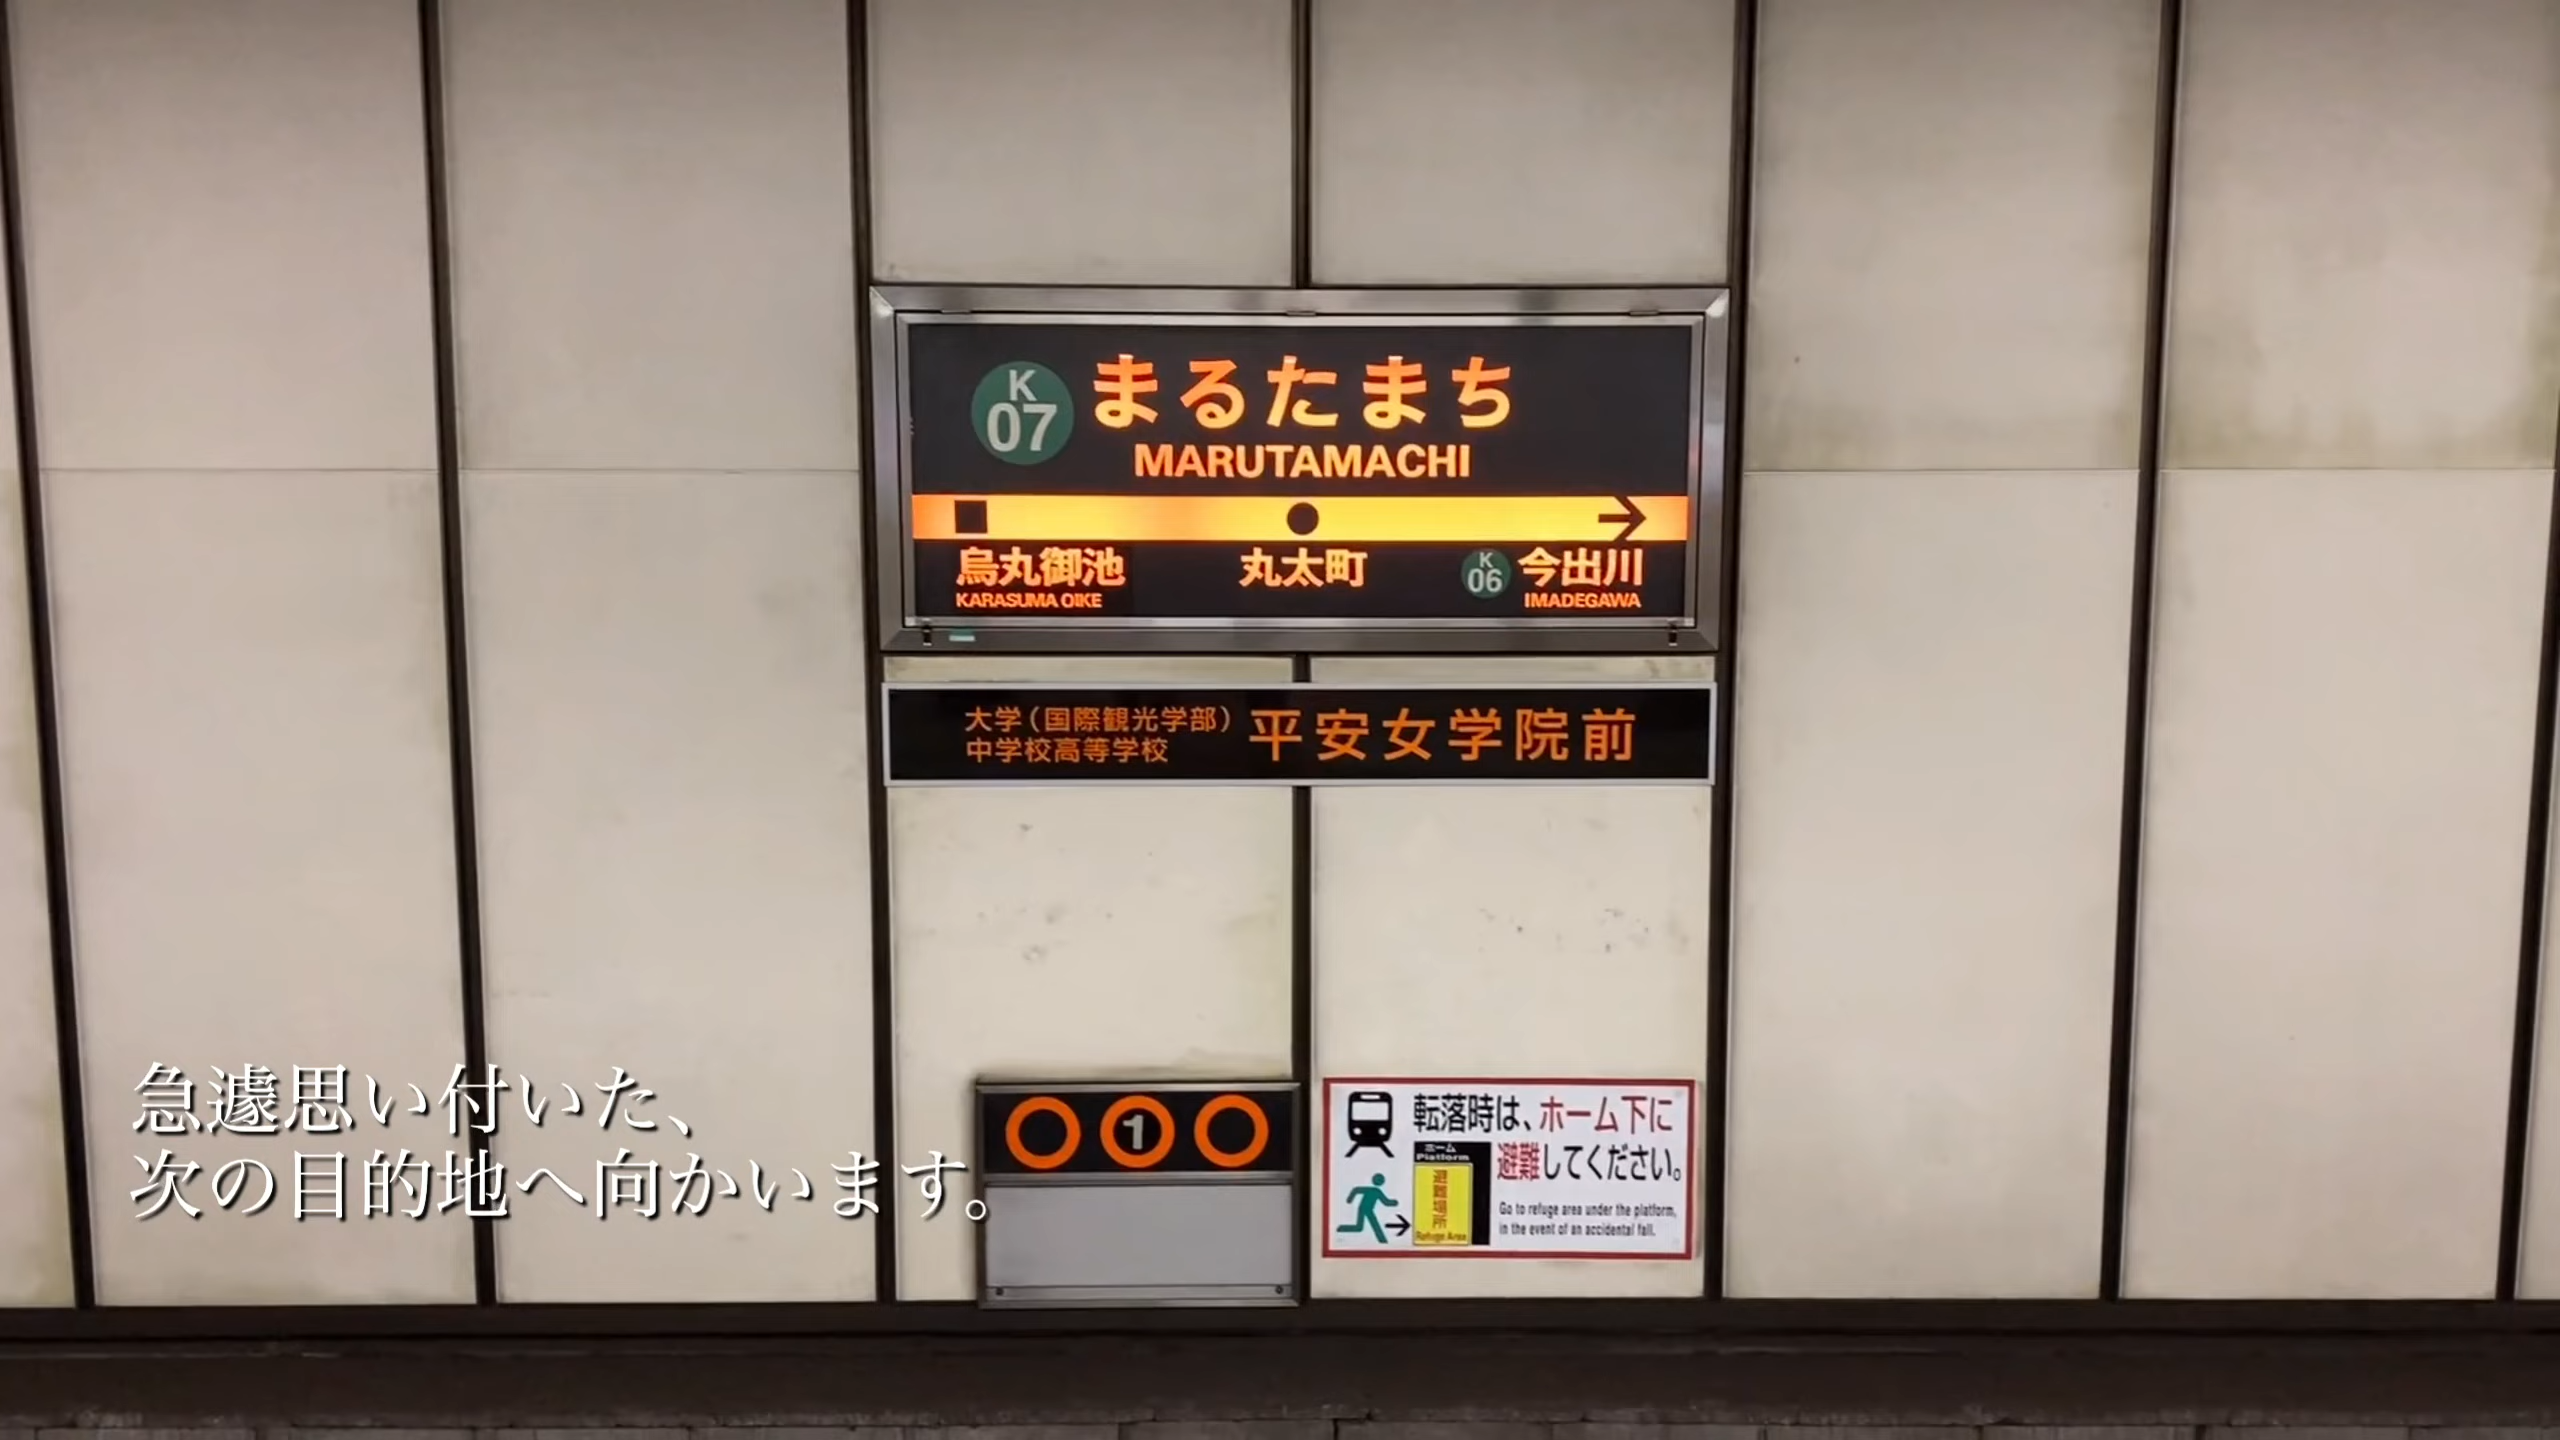 K
07
まるたまち
MARUTAMACHI
烏丸御池
KARASUMA OIKE
丸太町
K
06
今出川
IMADEGAWA
大学(国際観光学部)
中学校高等学校
平安女学院前
急遽思い付いた、
次の目的地へ向かいます。
1
転落時は、ホーム下に
避難してください。
ホーム
Platform
避難場所
Refuge Area
Go to refuge area under the platform,
in the event of an accidental fall.